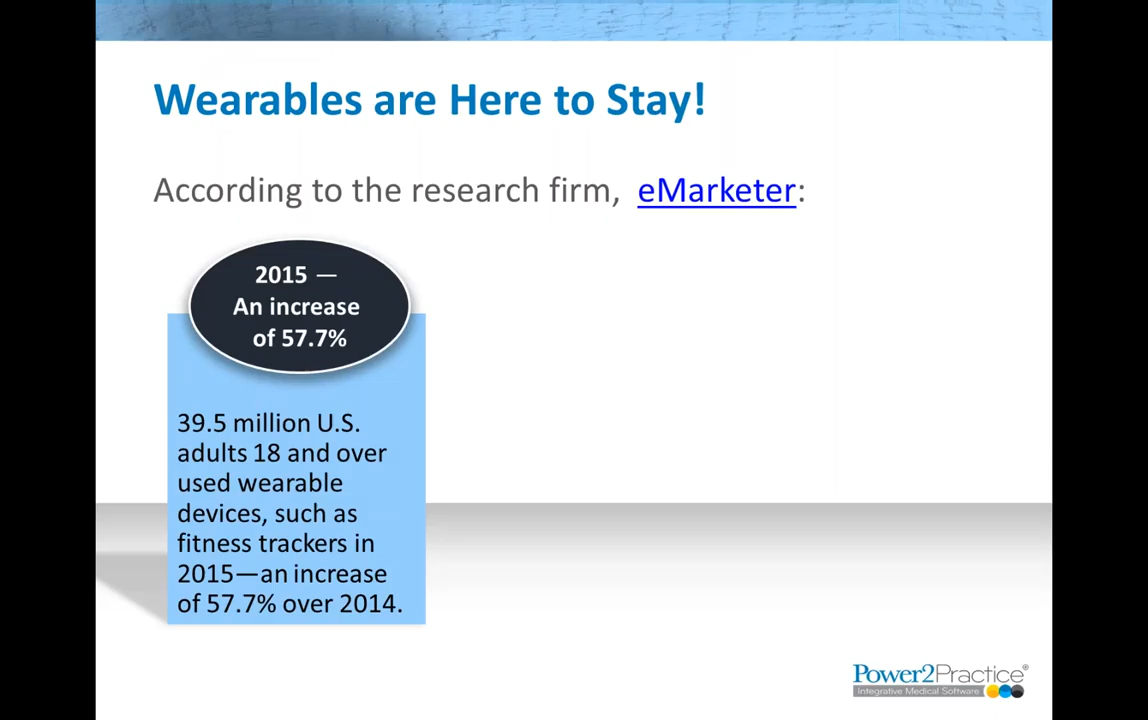 Wearables are Here to Stay!
According to the research firm, eMarketer:
2015 —
An increase
of 57.7%
39.5 million U.S.
adults 18 and over
used wearable
devices, such as
fitness trackers in
2015—an increase
of 57.7% over 2014.
Power2Practice®
Integrative Medical Software